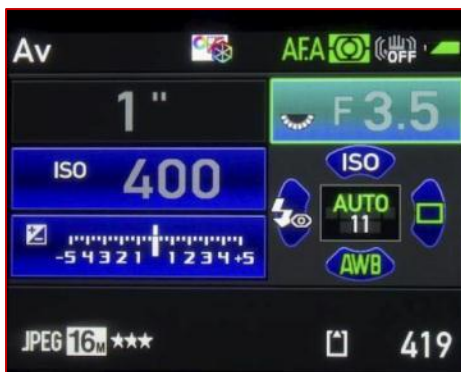 Av AF.A OFF
1" F3.5
ISO 400 ISO
AUTO
11
-5 4 3 2 1 1 2 3 4 +5 AWB
JPEG 16M ★★★ 419